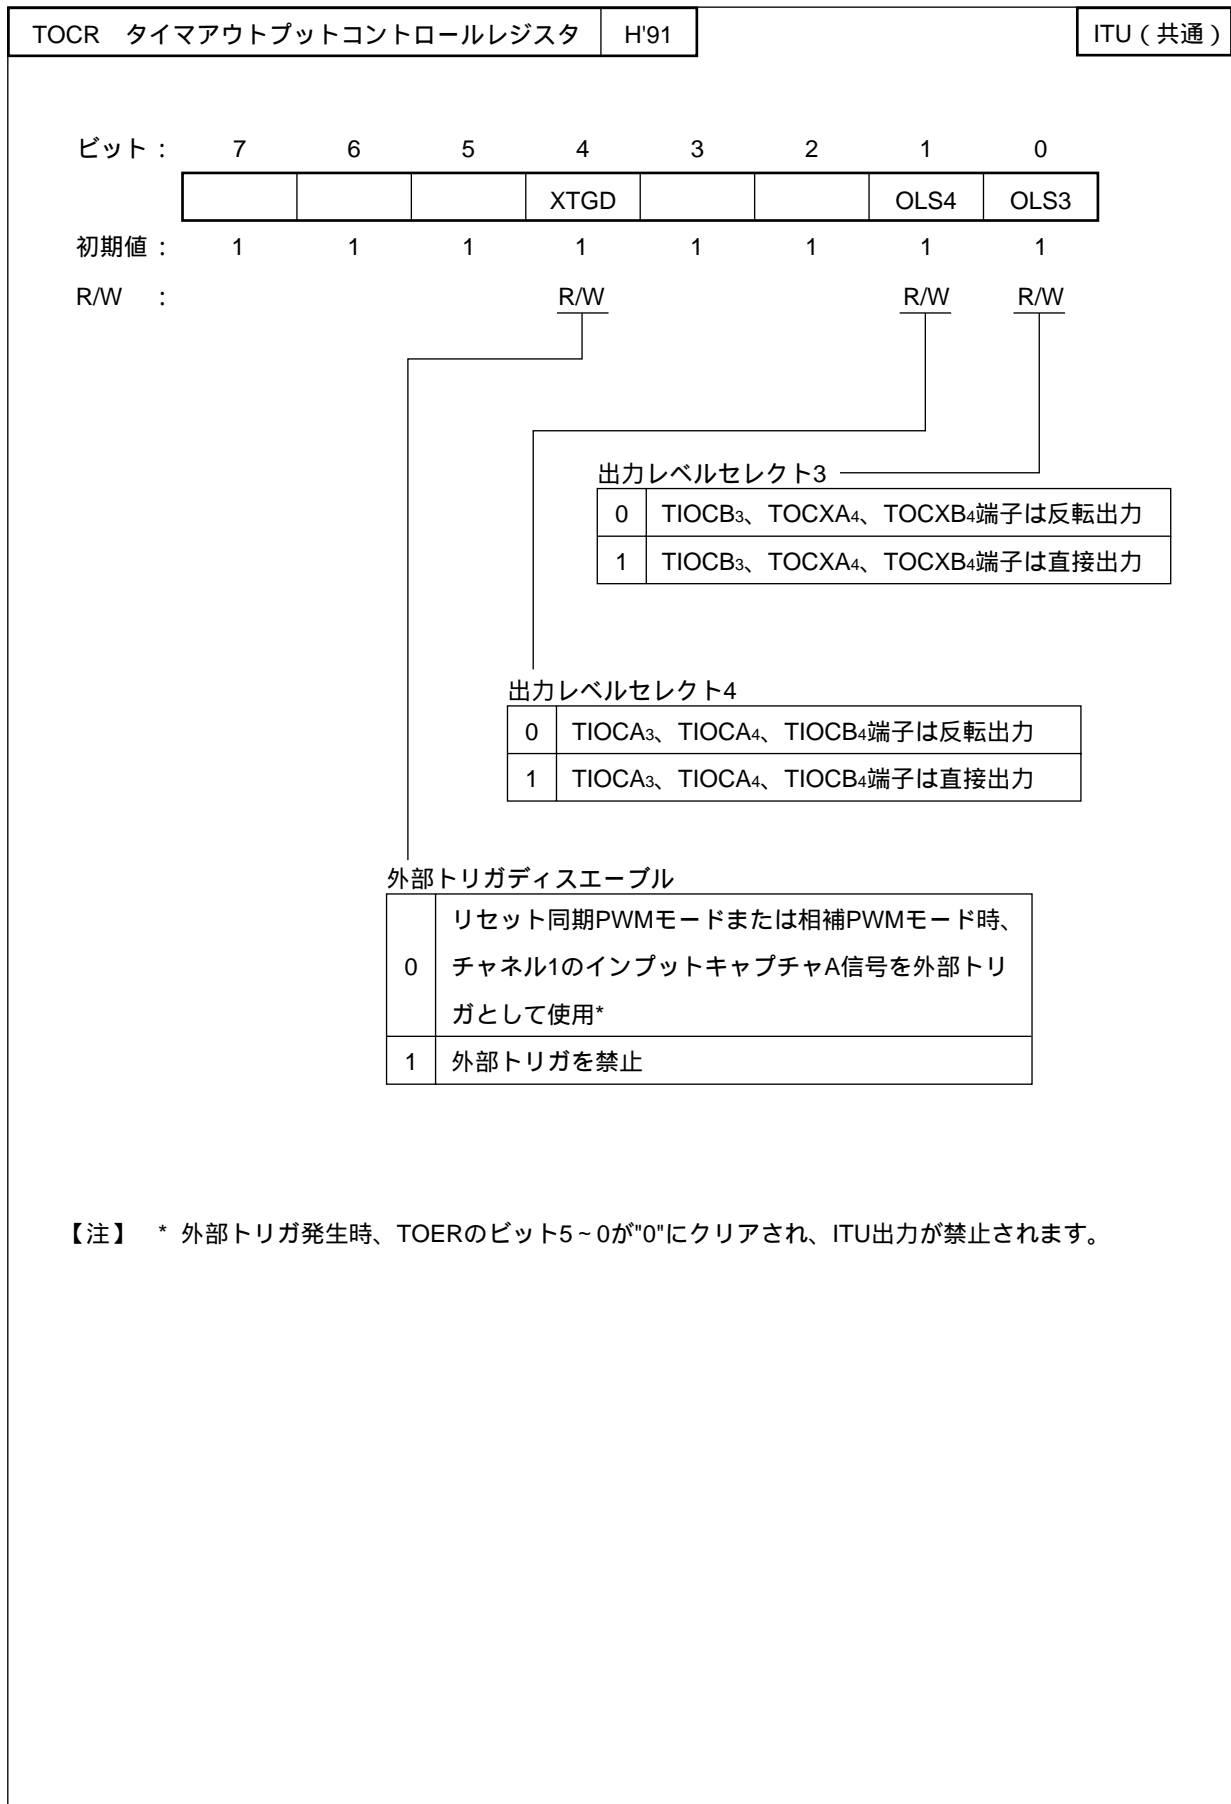 TOCR　タイマアウトプットコントロールレジスタ　H'91　ITU（共通）
ビット：　7　6　5　4　3　2　1　0
XTGD　OLS4　OLS3
初期値：　1　1　1　1　1　1　1　1
R/W　：　R/W　R/W　R/W
出力レベルセレクト3
0　TIOCB₃、TOCXA₄、TOCXB₄端子は反転出力
1　TIOCB₃、TOCXA₄、TOCXB₄端子は直接出力
出力レベルセレクト4
0　TIOCA₃、TIOCA₄、TIOCB₄端子は反転出力
1　TIOCA₃、TIOCA₄、TIOCB₄端子は直接出力
外部トリガディスエーブル
リセット同期PWMモードまたは相補PWMモード時、
0　チャネル1のインプットキャプチャA信号を外部トリ
ガとして使用*
1　外部トリガを禁止
【注】　*　外部トリガ発生時、TOERのビット5～0が"0"にクリアされ、ITU出力が禁止されます。